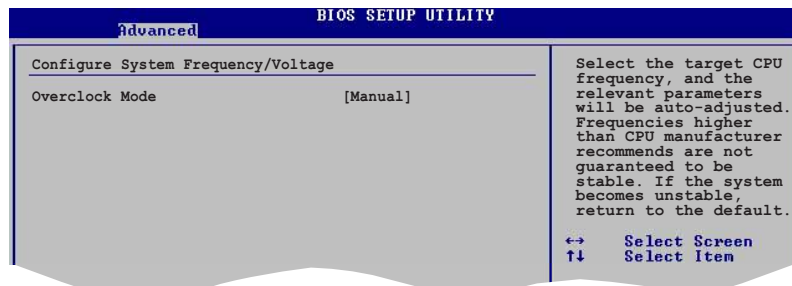 BIOS SETUP UTILITY
Advanced
Configure System Frequency/Voltage
Overclock Mode [Manual]
Select the target CPU
frequency, and the
relevant parameters
will be auto-adjusted.
Frequencies higher
than CPU manufacturer
recommends are not
guaranteed to be
stable. If the system
becomes unstable,
return to the default.
←→ Select Screen
↑↓ Select Item